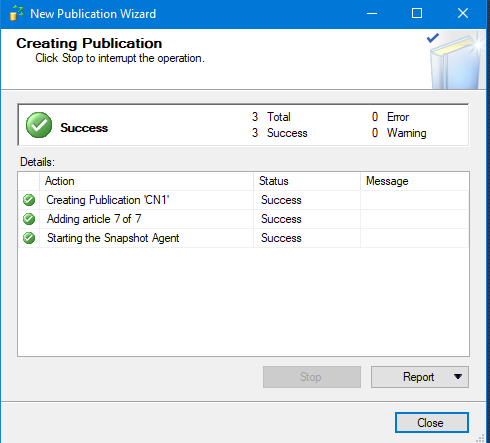 New Publication Wizard
Creating Publication
Click Stop to interrupt the operation.
Success
3 Total 0 Error
3 Success 0 Warning
Details:
Action Status Message
Creating Publication 'CN1' Success
Adding article 7 of 7 Success
Starting the Snapshot Agent Success
Stop Report
Close